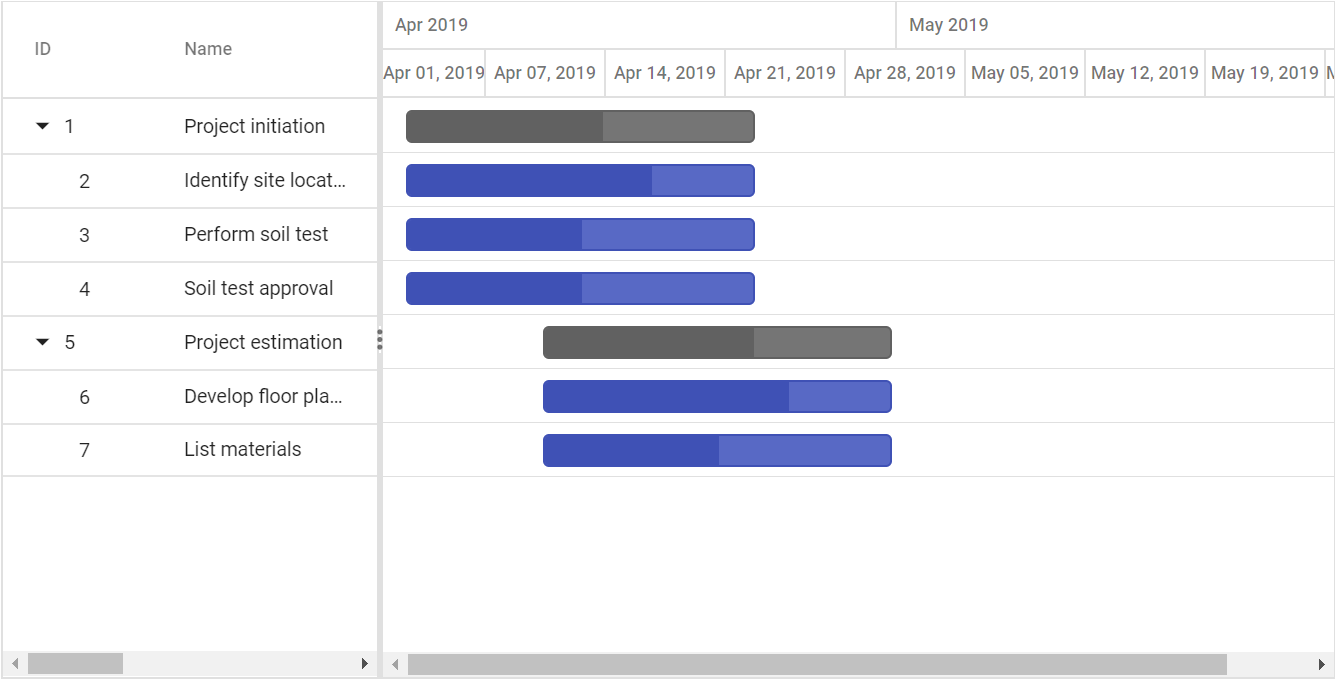 ID Name
Apr 2019 May 2019
Apr 01, 2019 Apr 07, 2019 Apr 14, 2019 Apr 21, 2019 Apr 28, 2019 May 05, 2019 May 12, 2019 May 19, 2019
1 Project initiation
2 Identify site locat...
3 Perform soil test
4 Soil test approval
5 Project estimation
6 Develop floor pla...
7 List materials